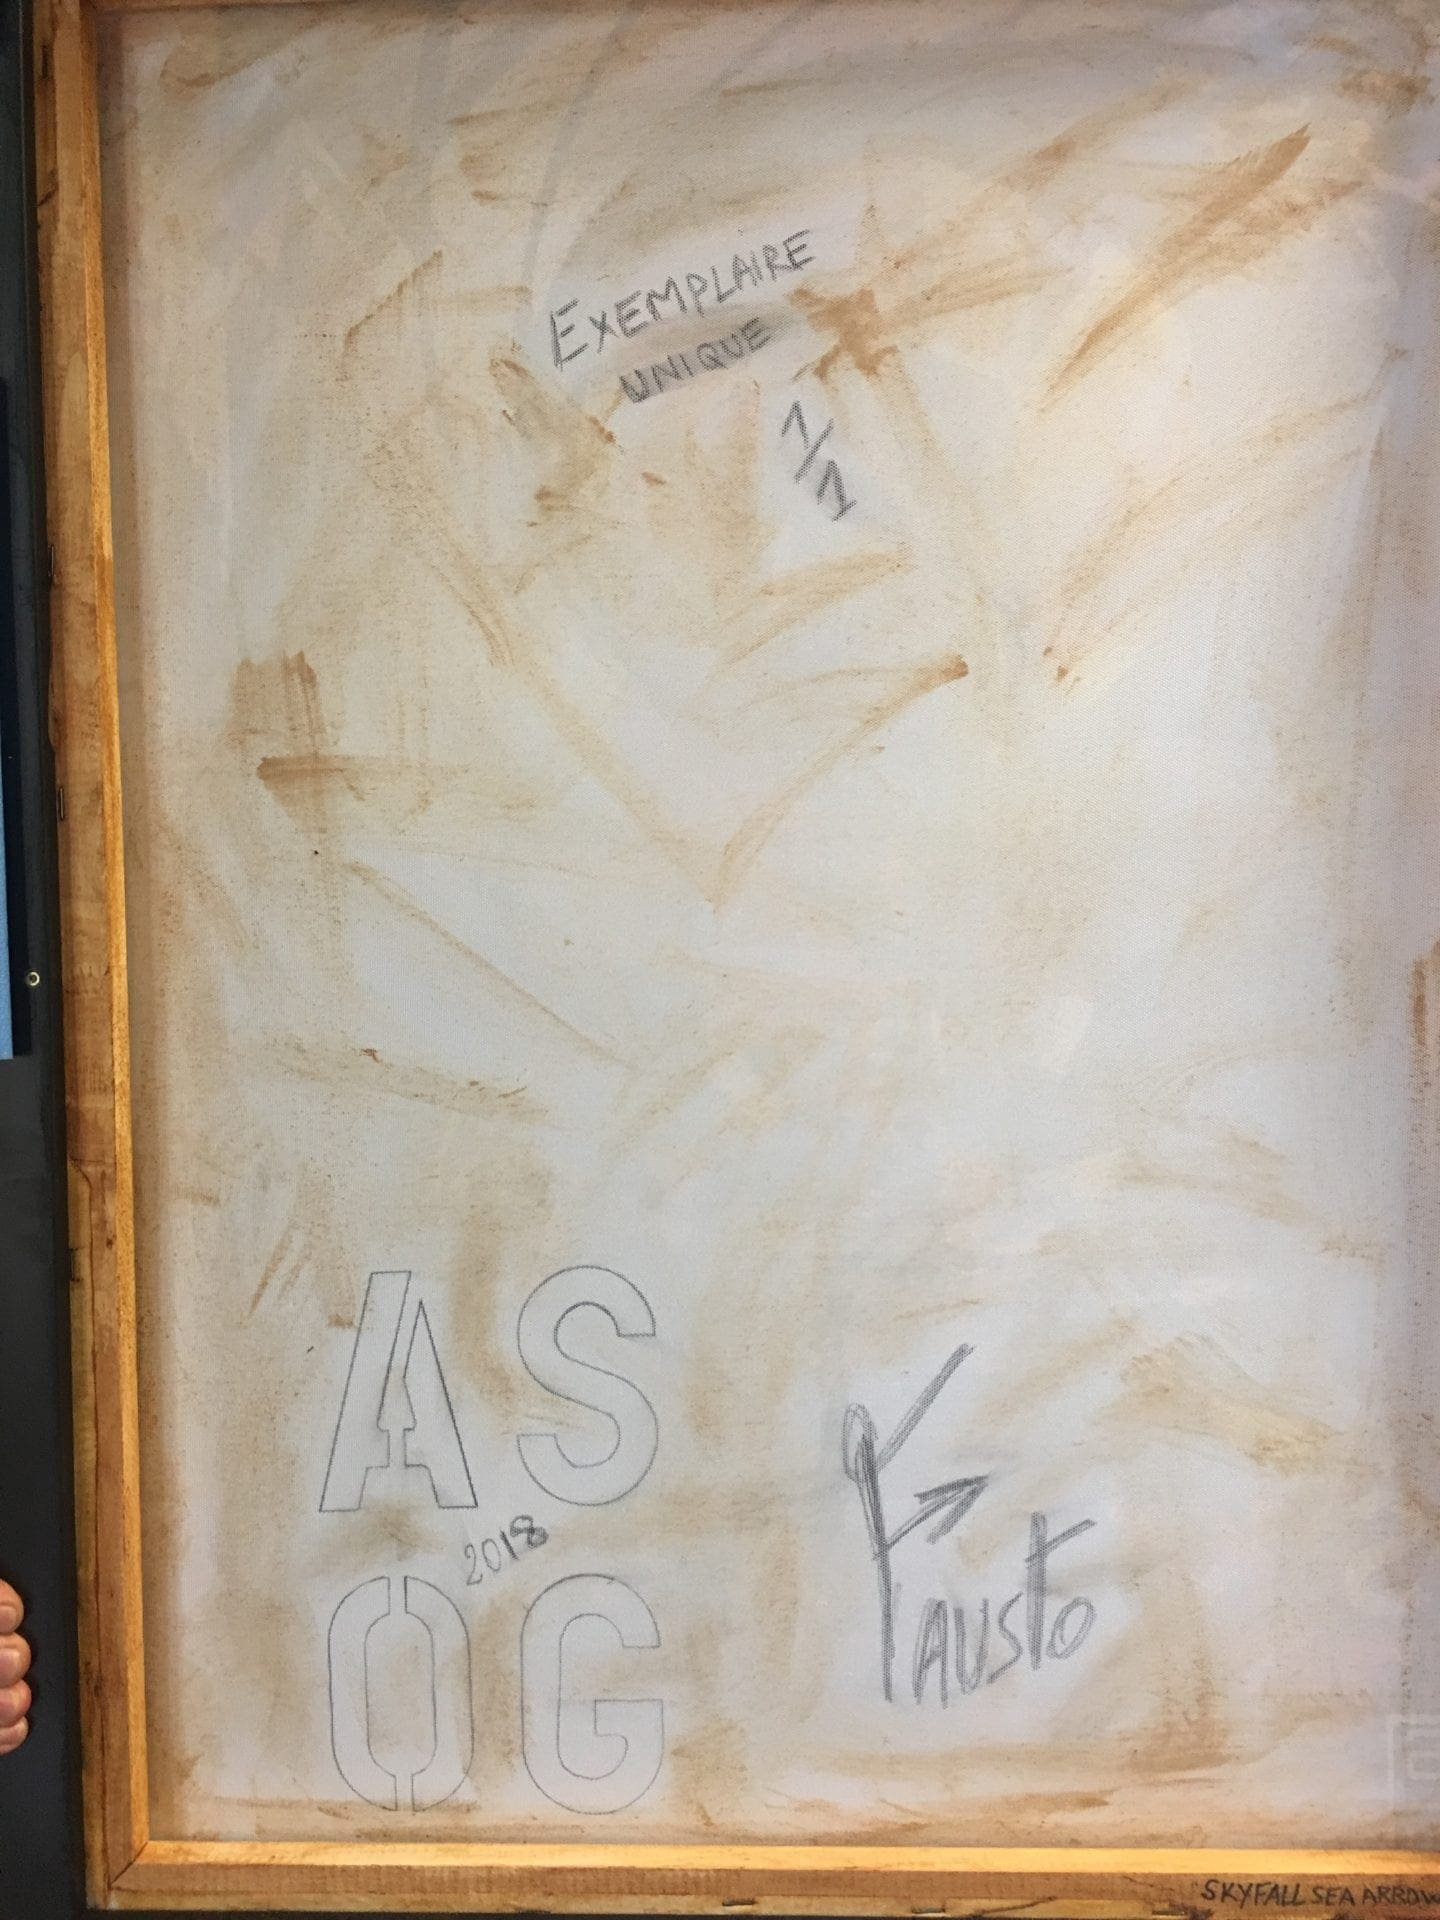 EXEMPLAIRE
UNIQUE
1/1
AS
2018
OG
FAUSTO
SKYFALL SEA ARROW